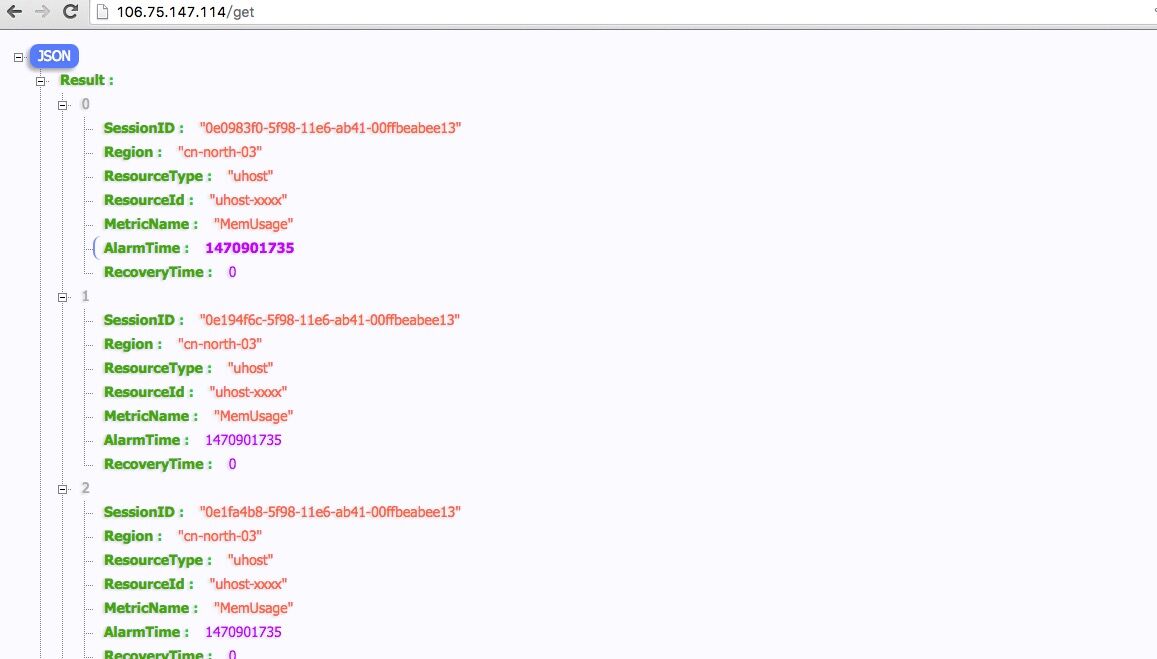 106.75.147.114/get
JSON
Result :
0
SessionID : "0e0983f0-5f98-11e6-ab41-00ffbeabee13"
Region : "cn-north-03"
ResourceType : "uhost"
ResourceId : "uhost-xxxx"
MetricName : "MemUsage"
AlarmTime : 1470901735
RecoveryTime : 0
1
SessionID : "0e194f6c-5f98-11e6-ab41-00ffbeabee13"
Region : "cn-north-03"
ResourceType : "uhost"
ResourceId : "uhost-xxxx"
MetricName : "MemUsage"
AlarmTime : 1470901735
RecoveryTime : 0
2
SessionID : "0e1fa4b8-5f98-11e6-ab41-00ffbeabee13"
Region : "cn-north-03"
ResourceType : "uhost"
ResourceId : "uhost-xxxx"
MetricName : "MemUsage"
AlarmTime : 1470901735
RecoveryTime : 0